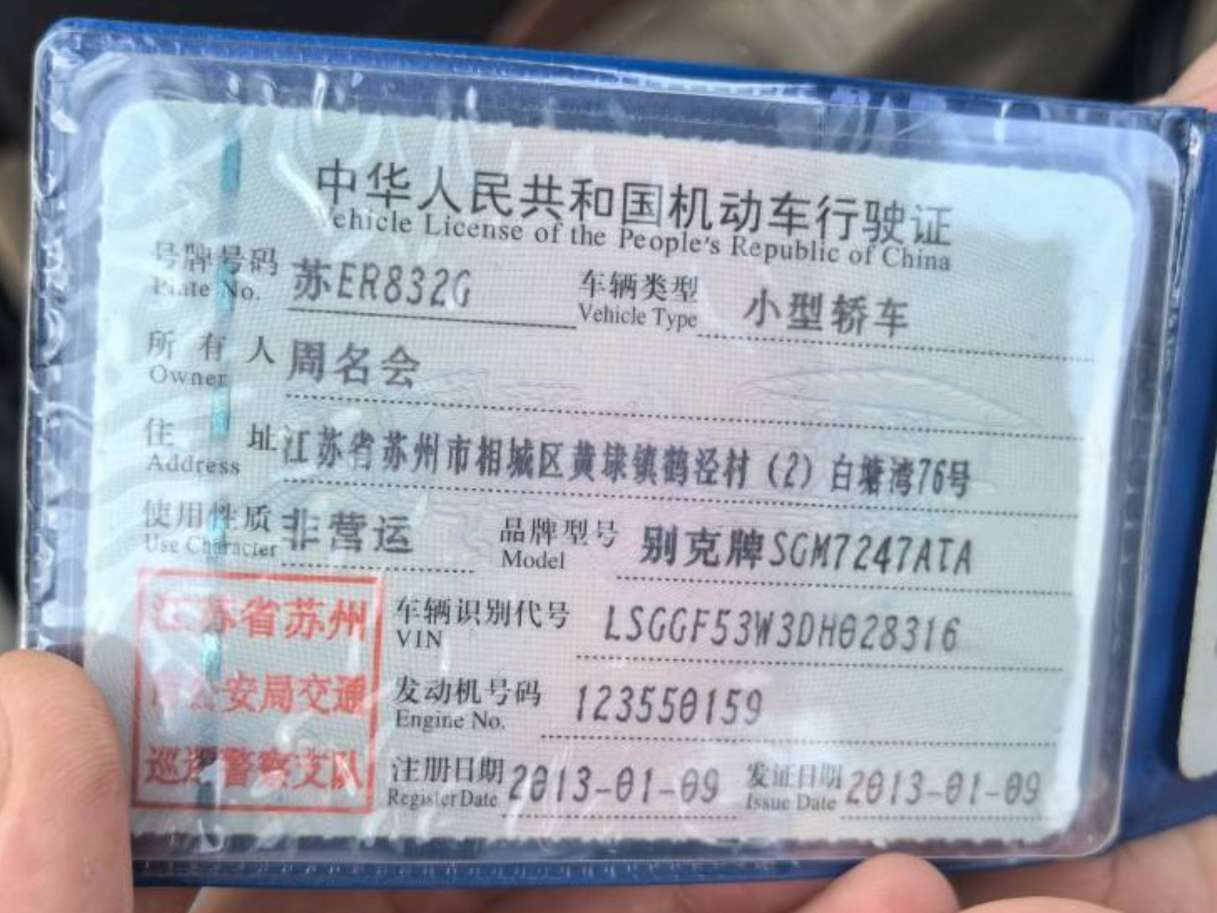 中华人民共和国机动车行驶证
Vehicle License of the People's Republic of China
号牌号码 苏ER832G 车辆类型 小型轿车
Plate No. Vehicle Type
所有人 周名会
Owner
住址 江苏省苏州市相城区黄埭镇鹤泾村（2）白塘湾76号
Address
使用性质 非营运 品牌型号 别克牌SGM7247ATA
Use Character Model
车辆识别代号 LSGGF53W3DH028316
VIN
发动机号码 123550159
Engine No.
注册日期 2013-01-09 发证日期 2013-01-09
Register Date Issue Date
江苏省苏州
市公安局交通
巡逻警察支队